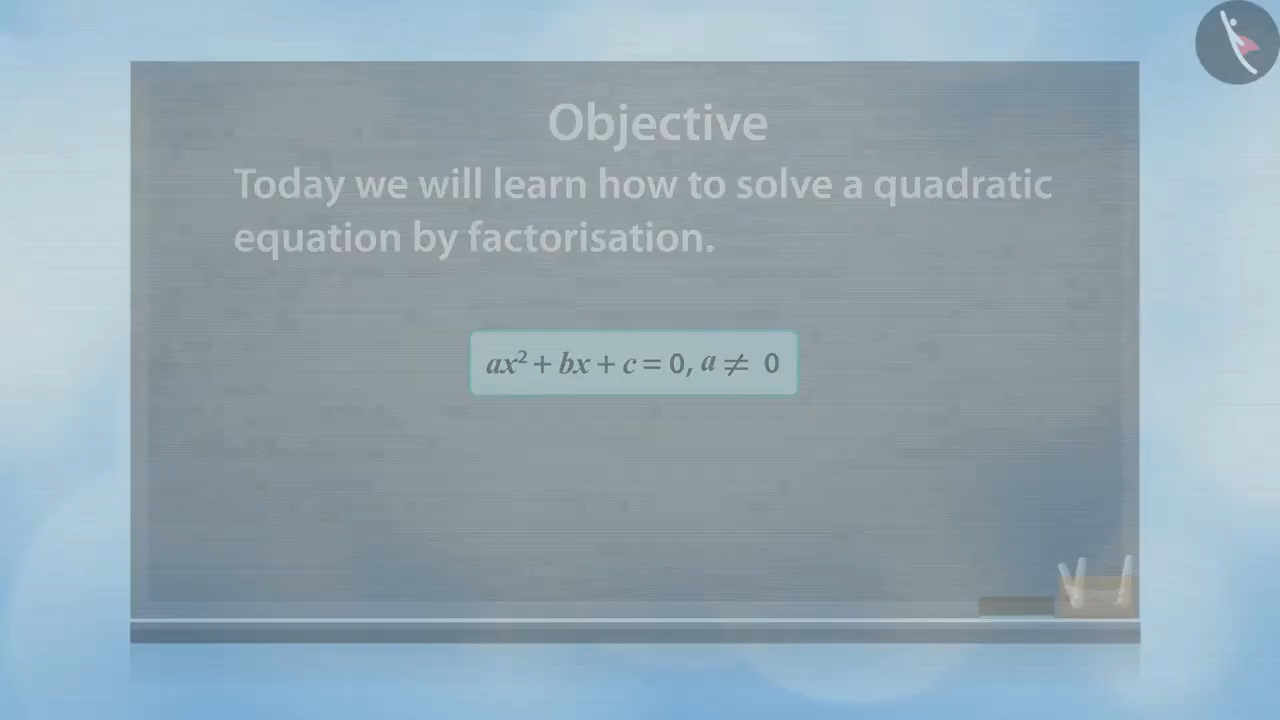 Objective
Today we will learn how to solve a quadratic
equation by factorisation.
ax² + bx + c = 0, a ≠ 0